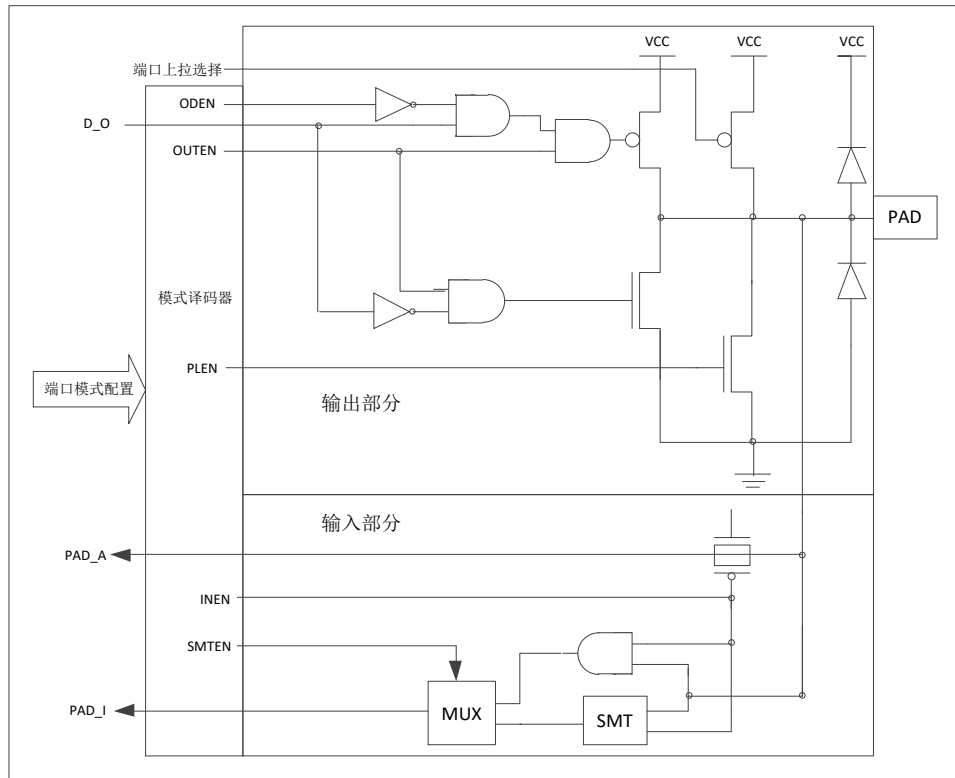 VCC
VCC
VCC
端口上拉选择
ODEN
D_O
OUTEN
PAD
模式译码器
PLEN
端口模式配置
输出部分
输入部分
PAD_A
INEN
SMTEN
PAD_I
MUX
SMT